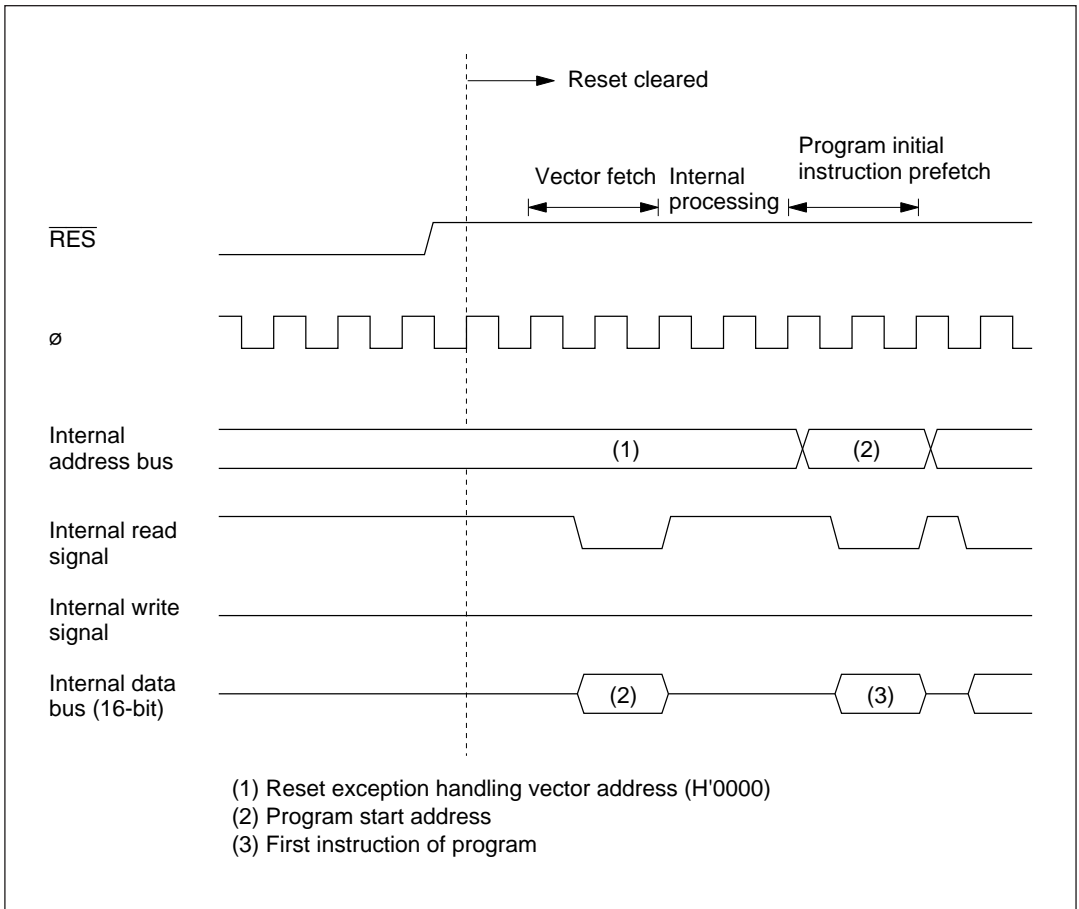 Reset cleared
Program initial
instruction prefetch
Vector fetch
Internal
processing
RES
ø
Internal
address bus
(1)
(2)
Internal read
signal
Internal write
signal
Internal data
bus (16-bit)
(2)
(3)
(1) Reset exception handling vector address (H'0000)
(2) Program start address
(3) First instruction of program